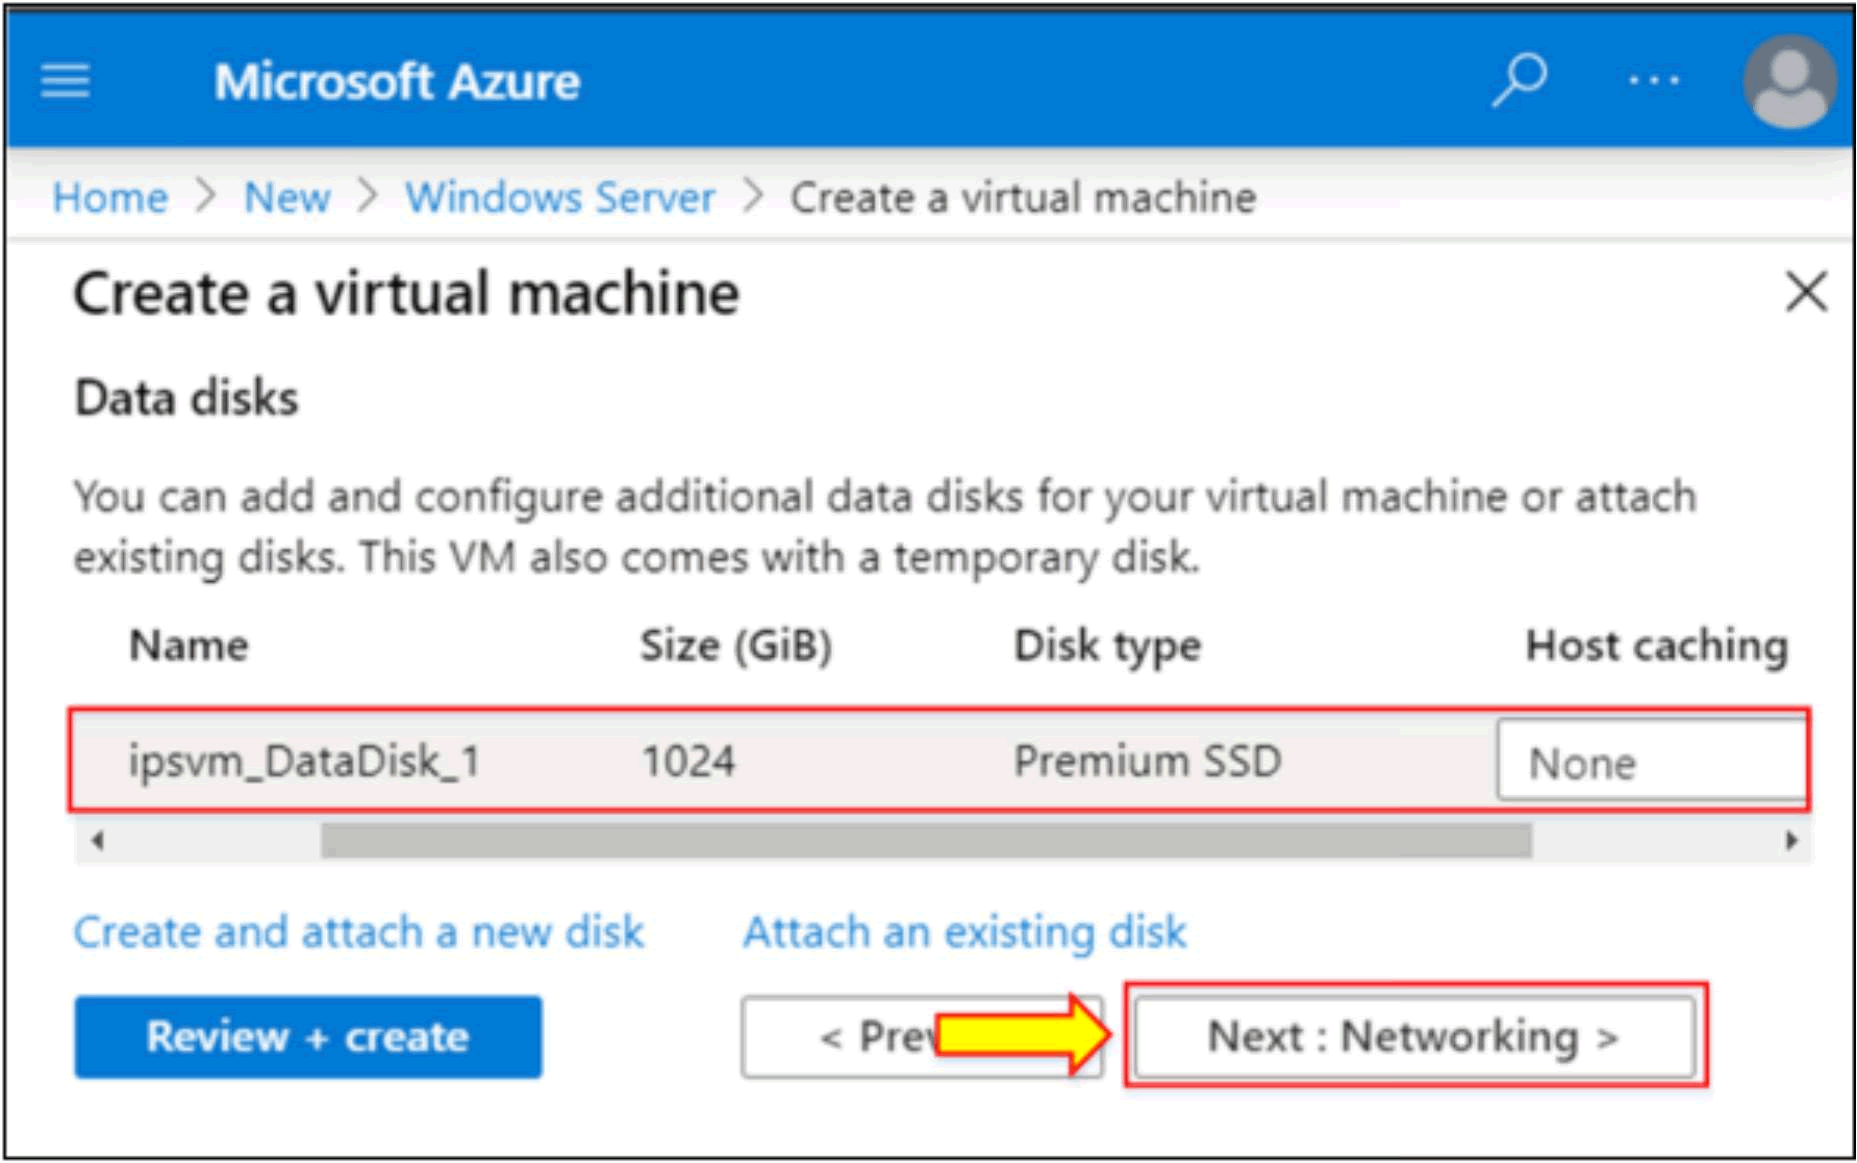 Microsoft Azure
Home > New > Windows Server > Create a virtual machine
Create a virtual machine
Data disks
You can add and configure additional data disks for your virtual machine or attach
existing disks. This VM also comes with a temporary disk.
Name Size (GiB) Disk type Host caching
ipsvm_DataDisk_1 1024 Premium SSD None
Create and attach a new disk Attach an existing disk
Review + create < Prev Next : Networking >